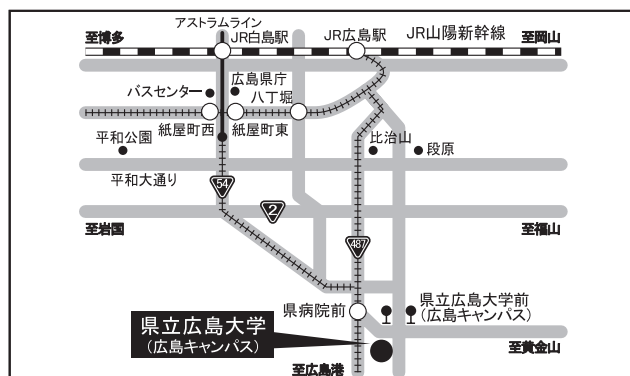 アストラムライン
至博多
JR白島駅
JR広島駅
JR山陽新幹線
至岡山
広島県庁
バスセンター
八丁堀
紙屋町西
紙屋町東
平和公園
比治山
段原
平和大通り
54
2
至岩国
至福山
487
県病院前
県立広島大学前
(広島キャンパス)
県立広島大学
(広島キャンパス)
至黄金山
至広島港